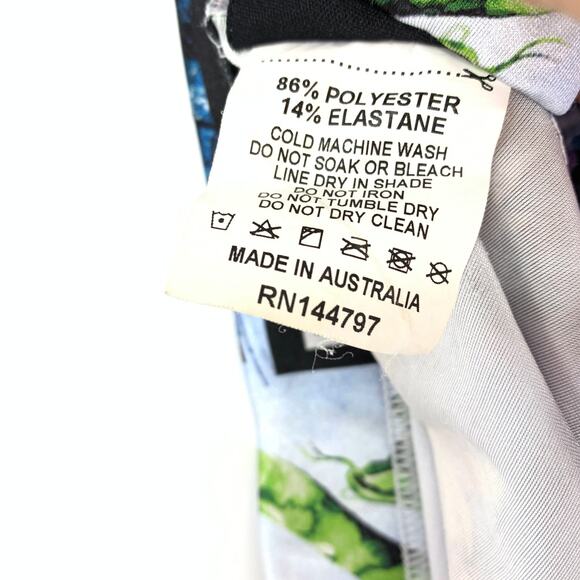 86% POLYESTER
14% ELASTANE
COLD MACHINE WASH
DO NOT SOAK OR BLEACH
LINE DRY IN SHADE
DO NOT IRON
DO NOT TUMBLE DRY
DO NOT DRY CLEAN
MADE IN AUSTRALIA
RN144797